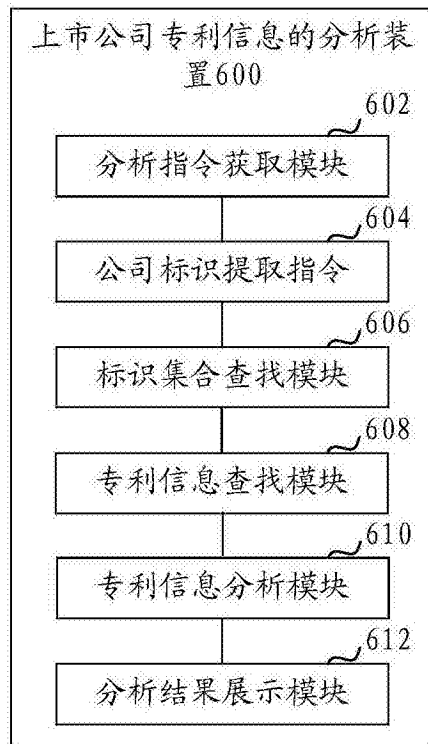 上市公司专利信息的分析装
置600
602
分析指令获取模块
604
公司标识提取指令
606
标识集合查找模块
608
专利信息查找模块
610
专利信息分析模块
612
分析结果展示模块